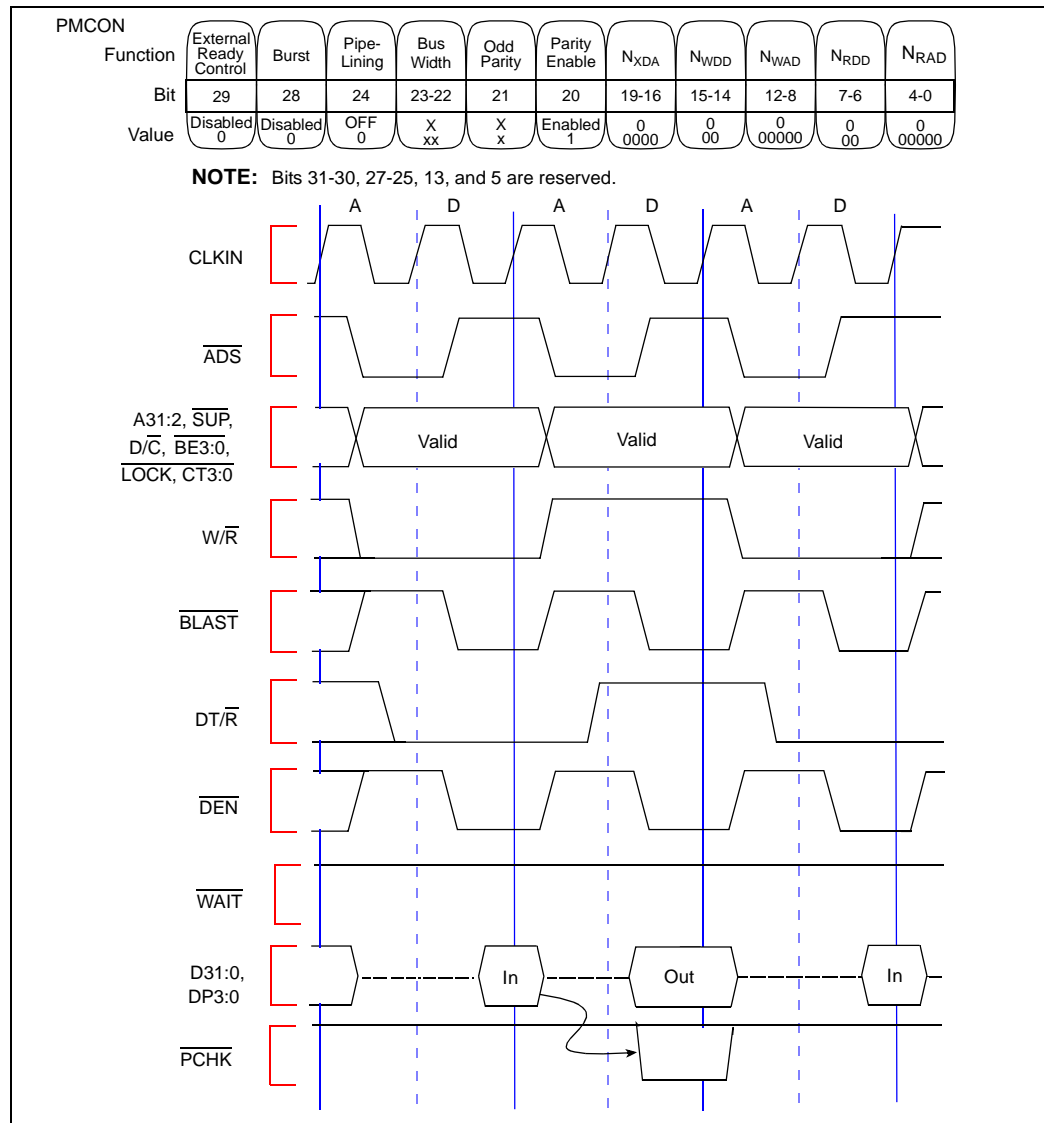 PMCON
Function External Ready Control Burst Pipe-Lining Bus Width Odd Parity Parity Enable NXDA NWDD NWAD NRDD NRAD
Bit 29 28 24 23-22 21 20 19-16 15-14 12-8 7-6 4-0
Value Disabled 0 Disabled 0 OFF 0 X xx X x Enabled 1 0 0000 0 00 0 00000 0 00 0 00000
NOTE: Bits 31-30, 27-25, 13, and 5 are reserved.
A D A D A D
CLKIN
ADS
A31:2, SUP,
D/C, BE3:0,
LOCK, CT3:0
Valid Valid Valid
W/R
BLAST
DT/R
DEN
WAIT
D31:0,
DP3:0
In Out In
PCHK